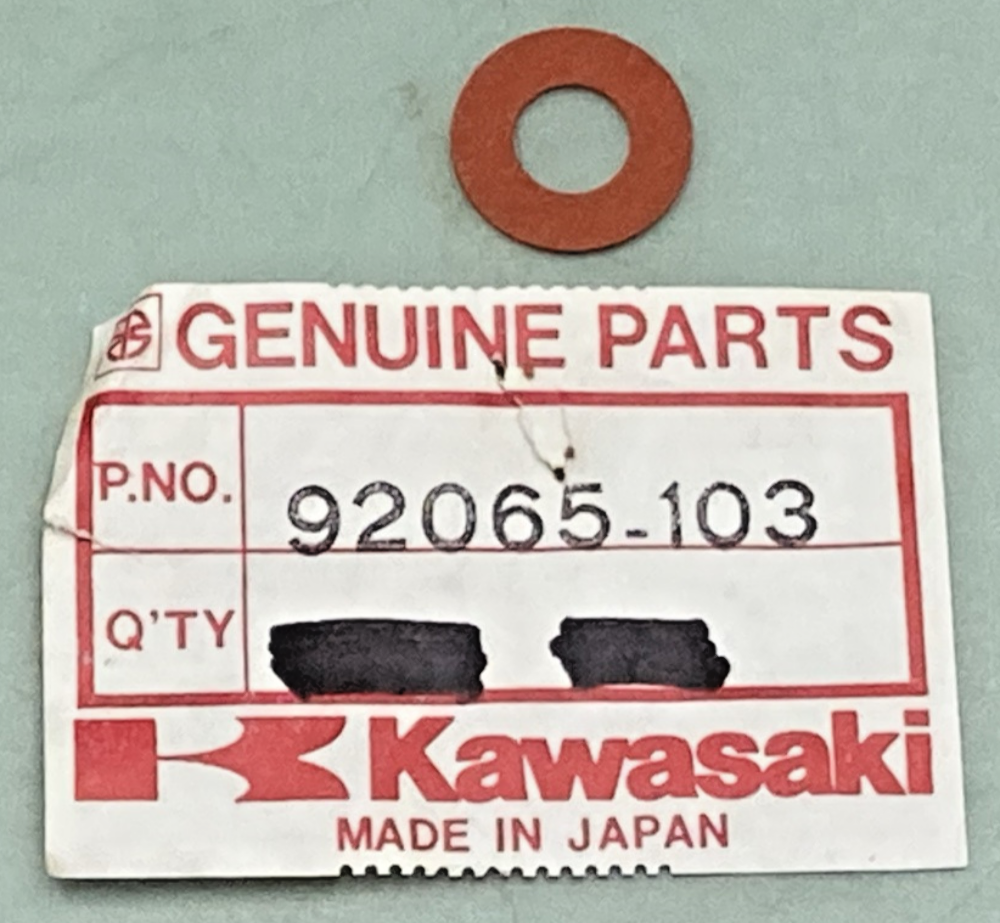 GENUINE PARTS
P.NO. 92065-103
Q'TY
Kawasaki
MADE IN JAPAN